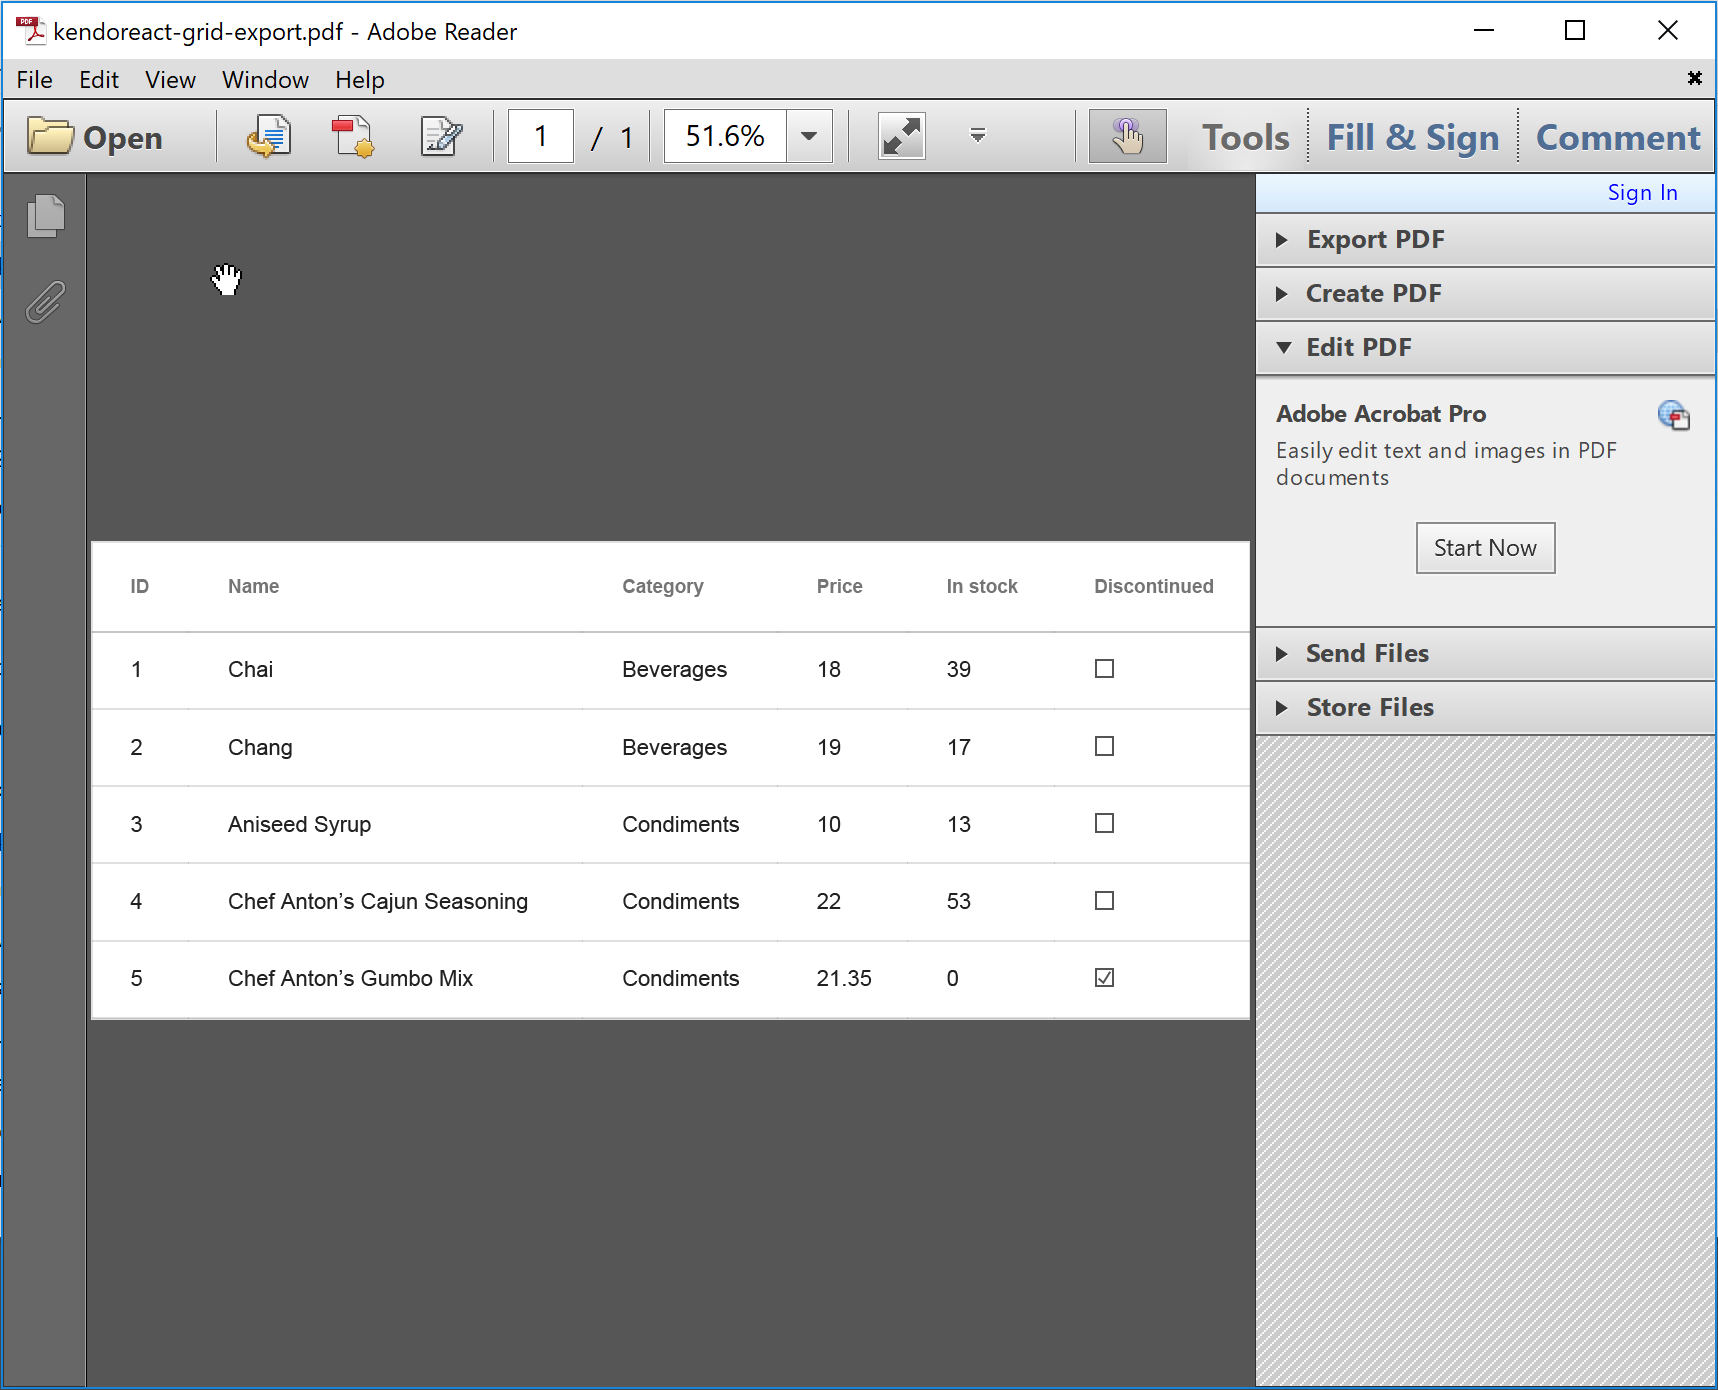 kendoreact-grid-export.pdf - Adobe Reader
File Edit View Window Help
Open 1 / 1 51.6% Tools Fill & Sign Comment
Sign In
Export PDF
Create PDF
Edit PDF
Adobe Acrobat Pro
Easily edit text and images in PDF
documents
Start Now
Send Files
Store Files
ID Name Category Price In stock Discontinued
1 Chai Beverages 18 39
2 Chang Beverages 19 17
3 Aniseed Syrup Condiments 10 13
4 Chef Anton’s Cajun Seasoning Condiments 22 53
5 Chef Anton’s Gumbo Mix Condiments 21.35 0